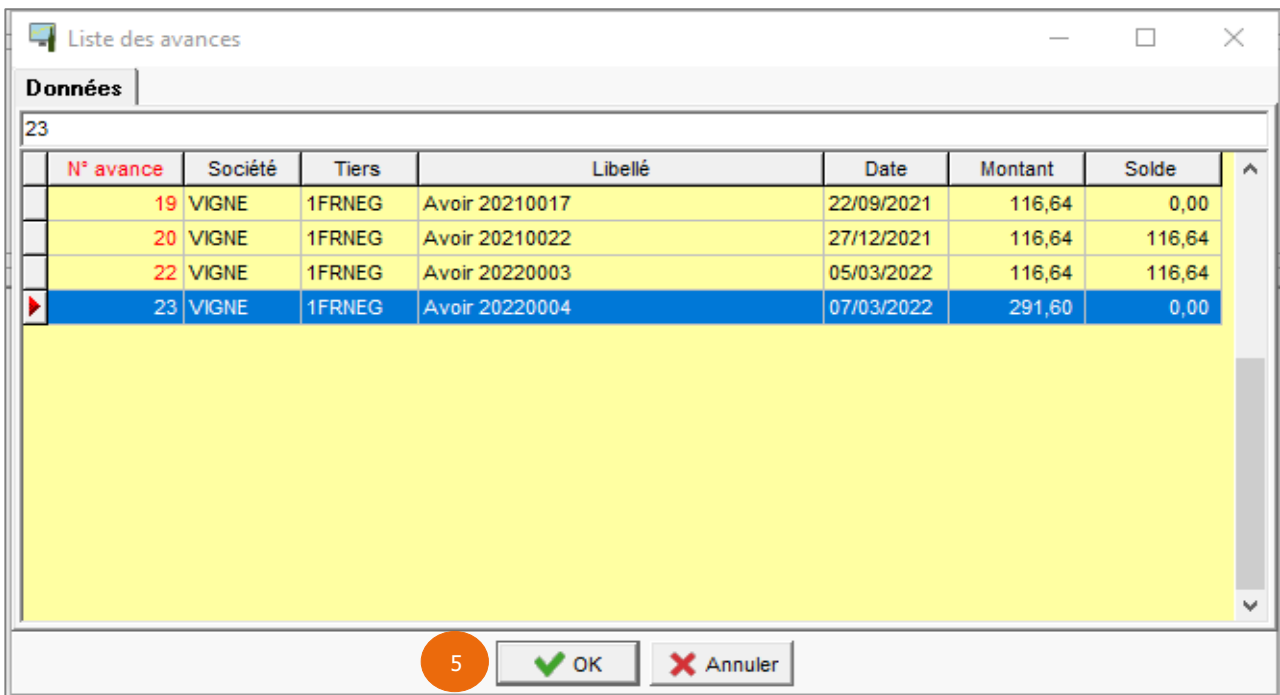 Liste des avances
Données
23
N° avance Société Tiers Libellé Date Montant Solde
19 VIGNE 1FRNEG Avoir 20210017 22/09/2021 116,64 0,00
20 VIGNE 1FRNEG Avoir 20210022 27/12/2021 116,64 116,64
22 VIGNE 1FRNEG Avoir 20220003 05/03/2022 116,64 116,64
23 VIGNE 1FRNEG Avoir 20220004 07/03/2022 291,60 0,00
5 OK Annuler